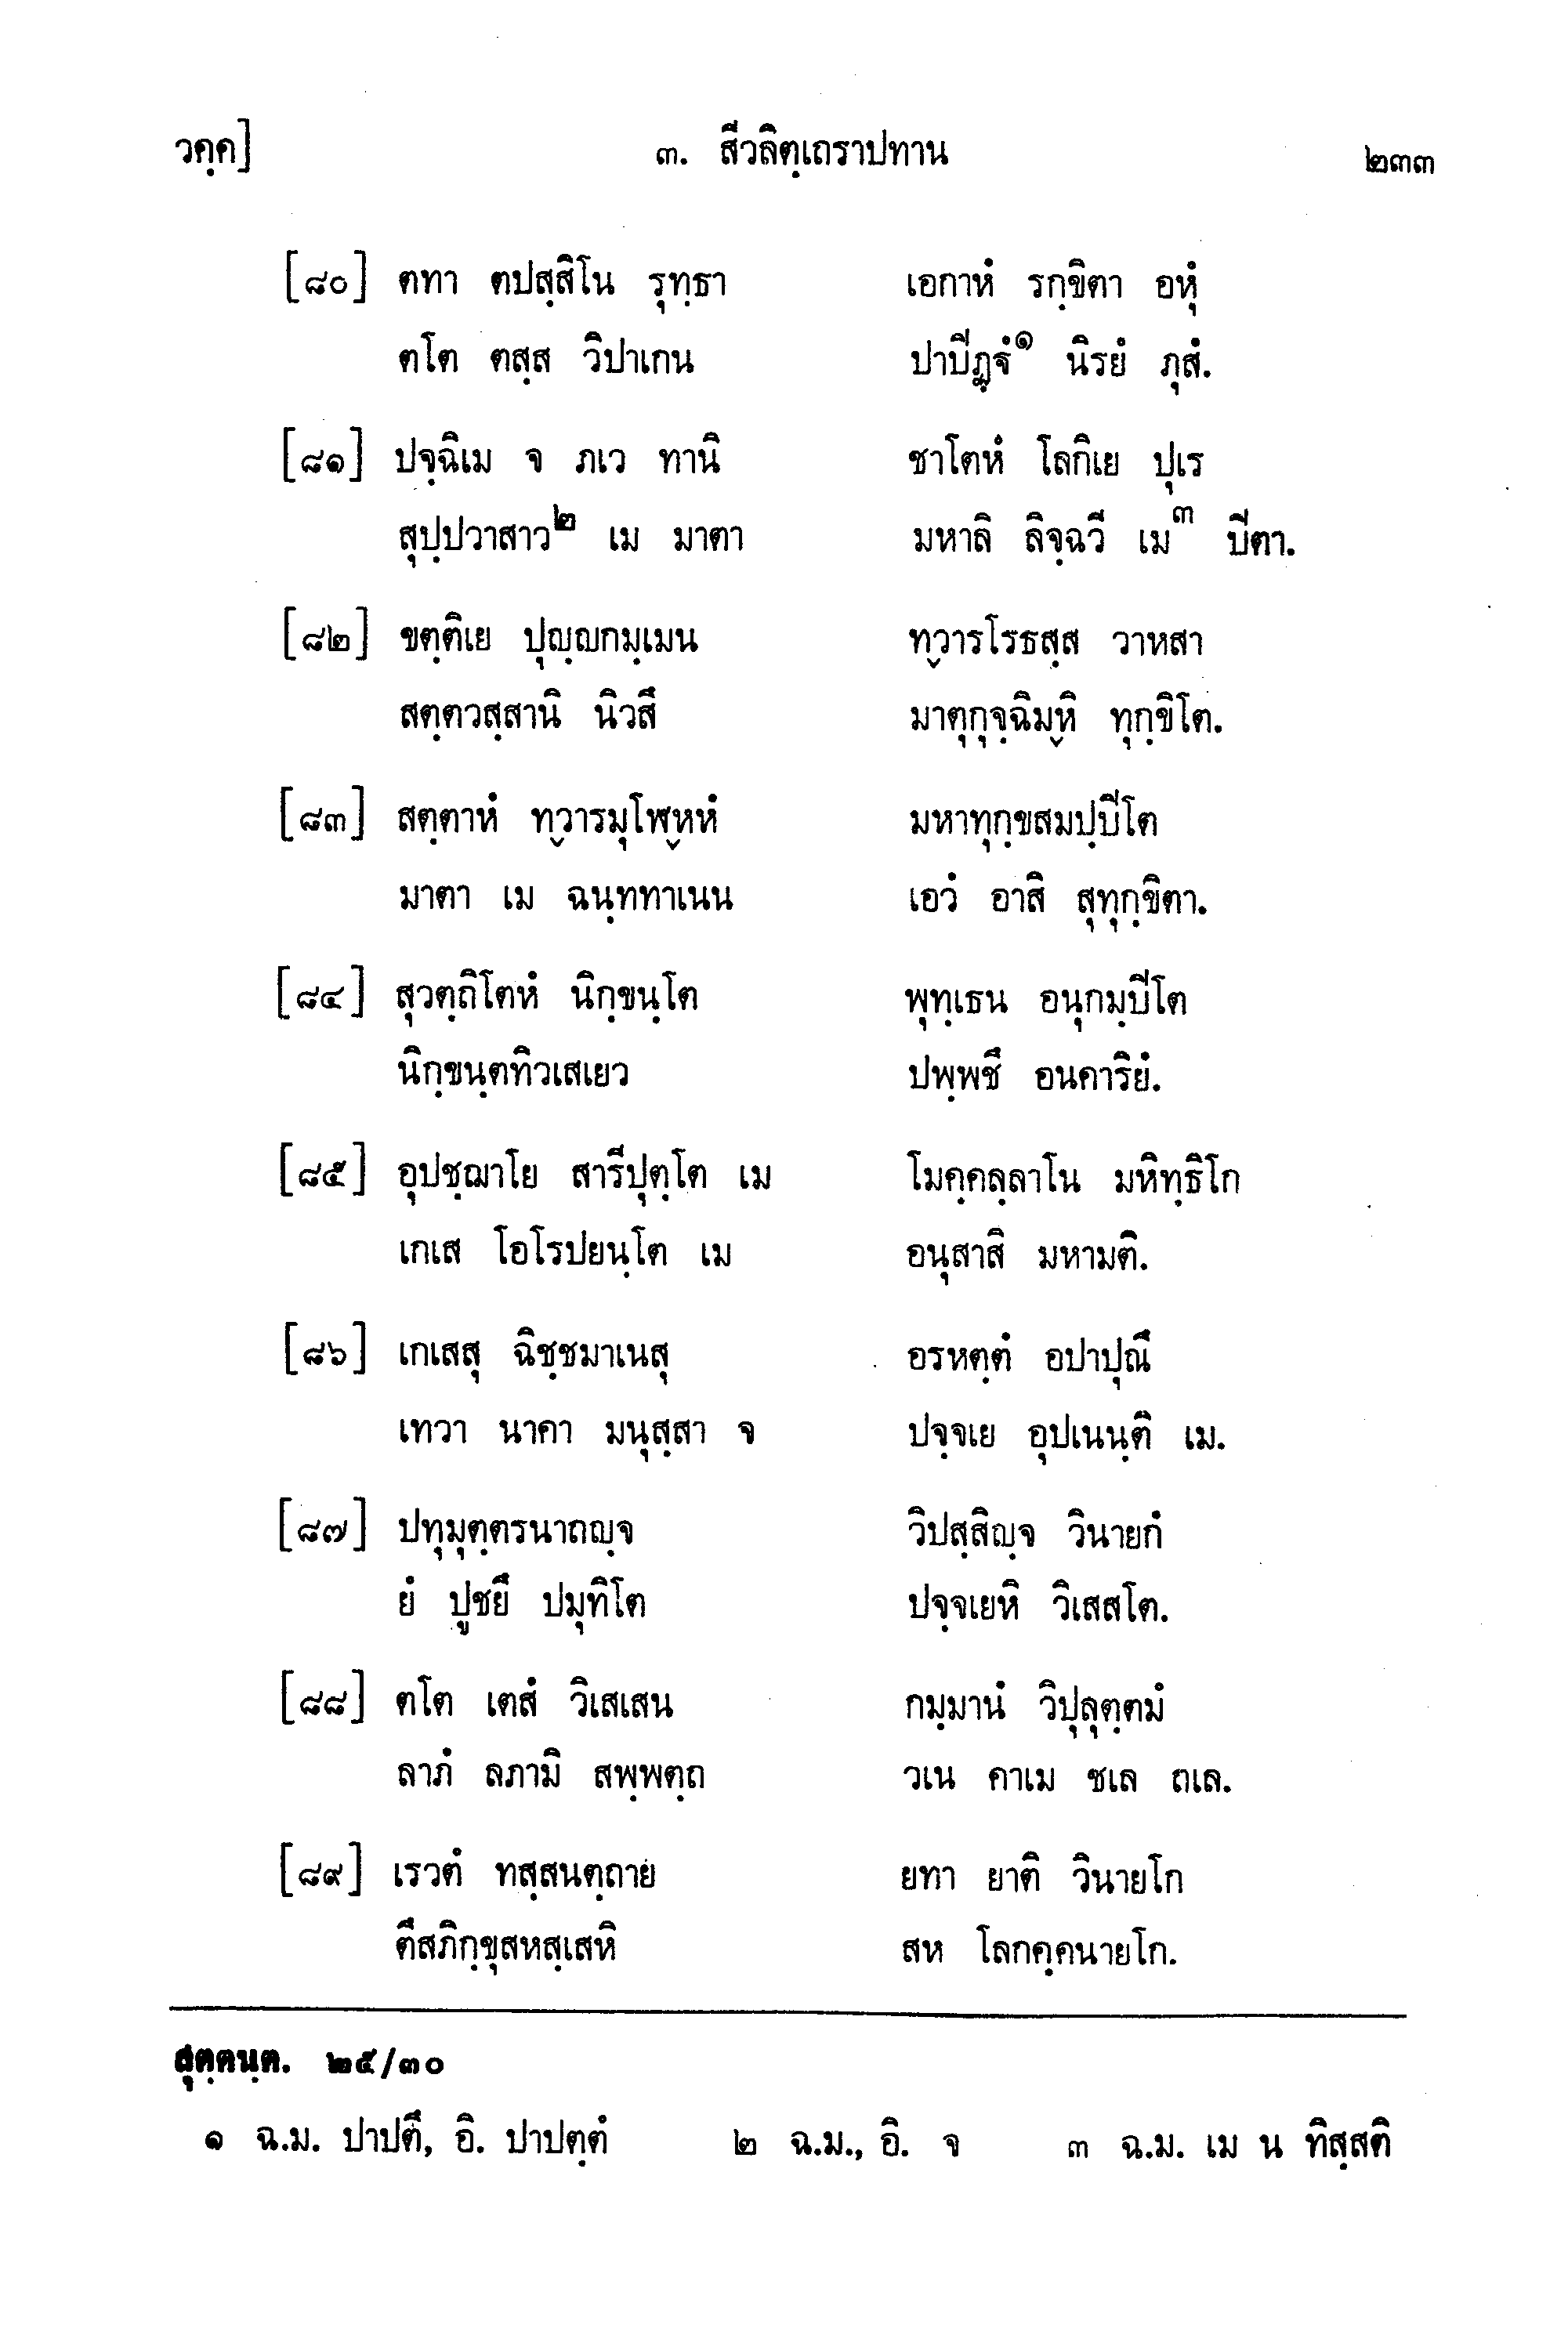 วคฺค]	๓. สีวลิตฺเถราปทาน	๒๓๓
[๘๐] ตทา ตปสฺสิโน รุทฺธา	เอกาหํ รกฺขิตา อหุํ
ตโต ตสฺส วิปาเกน	ปาปิฏฺฐํ๑ นิรยํ ภุสํ.
[๘๑] ปจฺฉิเม จ ภเว ทานิ	ชาโตหํ โลกิเย ปุเร
สุปฺปวาสาว๒ เม มาตา	มหาลิ ลิจฺฉวี เม๓ ปิตา.
[๘๒] ขตฺติเย ปุญฺญกมฺเมน	ทฺวารโรธสฺส วาหสา
สตฺตวสฺสานิ นิวสึ	มาตุกุจฺฉิมฺหิ ทุกฺขิโต.
[๘๓] สตฺตาหํ ทฺวารมุโฬฺหหํ	มหาทุกฺขสมปฺปิโต
มาตา เม ฉนฺททาเนน	เอวํ อาสิ สุทุกฺขิตา.
[๘๔] สุวตฺถิโตหํ นิกฺขนฺโต	พุทฺเธน อนุกมฺปิโต
นิกฺขนฺตทิวเสเยว	ปพฺพชึ อนคาริยํ.
[๘๕] อุปชฺฌาโย สารีปุตฺโต เม	โมคฺคลฺลาโน มหิทฺธิโก
เกเส โอโรปยนฺโต เม	อนุสาสิ มหามติ.
[๘๖] เกเสสุ ฉิชฺชมาเนสุ	อรหตฺตํ อปาปุณึ
เทวา นาคา มนุสฺสา จ	ปจฺจเย อุปเนนฺติ เม.
[๘๗] ปทุมุตฺตรนาถญฺจ	วิปสฺสิญฺจ วินายกํ
ยํ ปูชยึ ปมุทิโต	ปจฺจเยหิ วิเสสโต.
[๘๘] ตโต เตสํ วิเสเสน	กมฺมานํ วิปุลุตฺตมํ
ลาภํ ลภามิ สพฺพตฺถ	วเน คาเม ชเล ถเล.
[๘๙] เรวตํ ทสฺสนตฺถาย	ยทา ยาติ วินายโก
ตึสภิกฺขุสหสฺเสหิ	สห โลกคฺคนายโก.
สุตฺตนฺต. ๒๕/๓๐
๑ ฉ.ม. ปาปตึ, อิ. ปาปตฺตํ	๒ ฉ.ม., อิ. จ	๓ ฉ.ม. เม น ทิสฺสติ